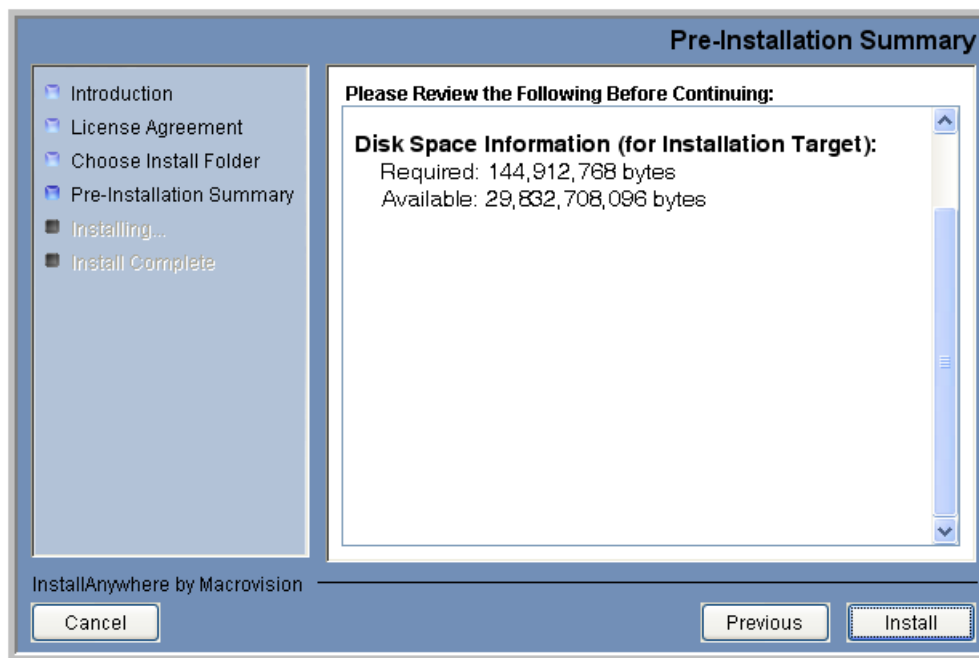 Pre-Installation Summary
Introduction
License Agreement
Choose Install Folder
Pre-Installation Summary
Installing...
Install Complete
Please Review the Following Before Continuing:
Disk Space Information (for Installation Target):
Required: 144,912,768 bytes
Available: 29,832,708,096 bytes
InstallAnywhere by Macrovision
Cancel
Previous
Install